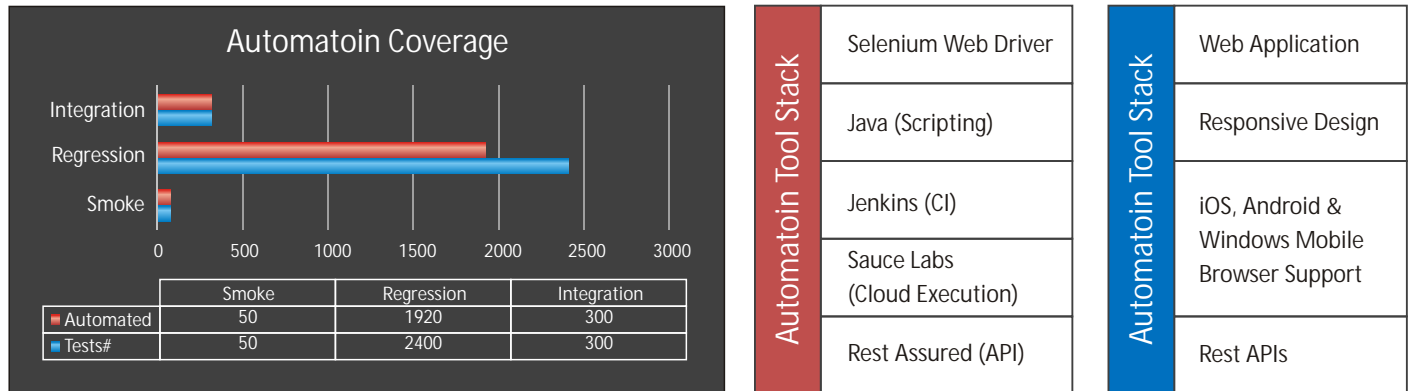 Automatoin Coverage
Integration
Regression
Smoke
0 500 1000 1500 2000 2500 3000
Smoke Regression Integration
Automated 50 1920 300
Tests# 50 2400 300
Automatoin Tool Stack
Selenium Web Driver
Java (Scripting)
Jenkins (CI)
Sauce Labs
(Cloud Execution)
Rest Assured (API)
Automatoin Tool Stack
Web Application
Responsive Design
iOS, Android &
Windows Mobile
Browser Support
Rest APIs